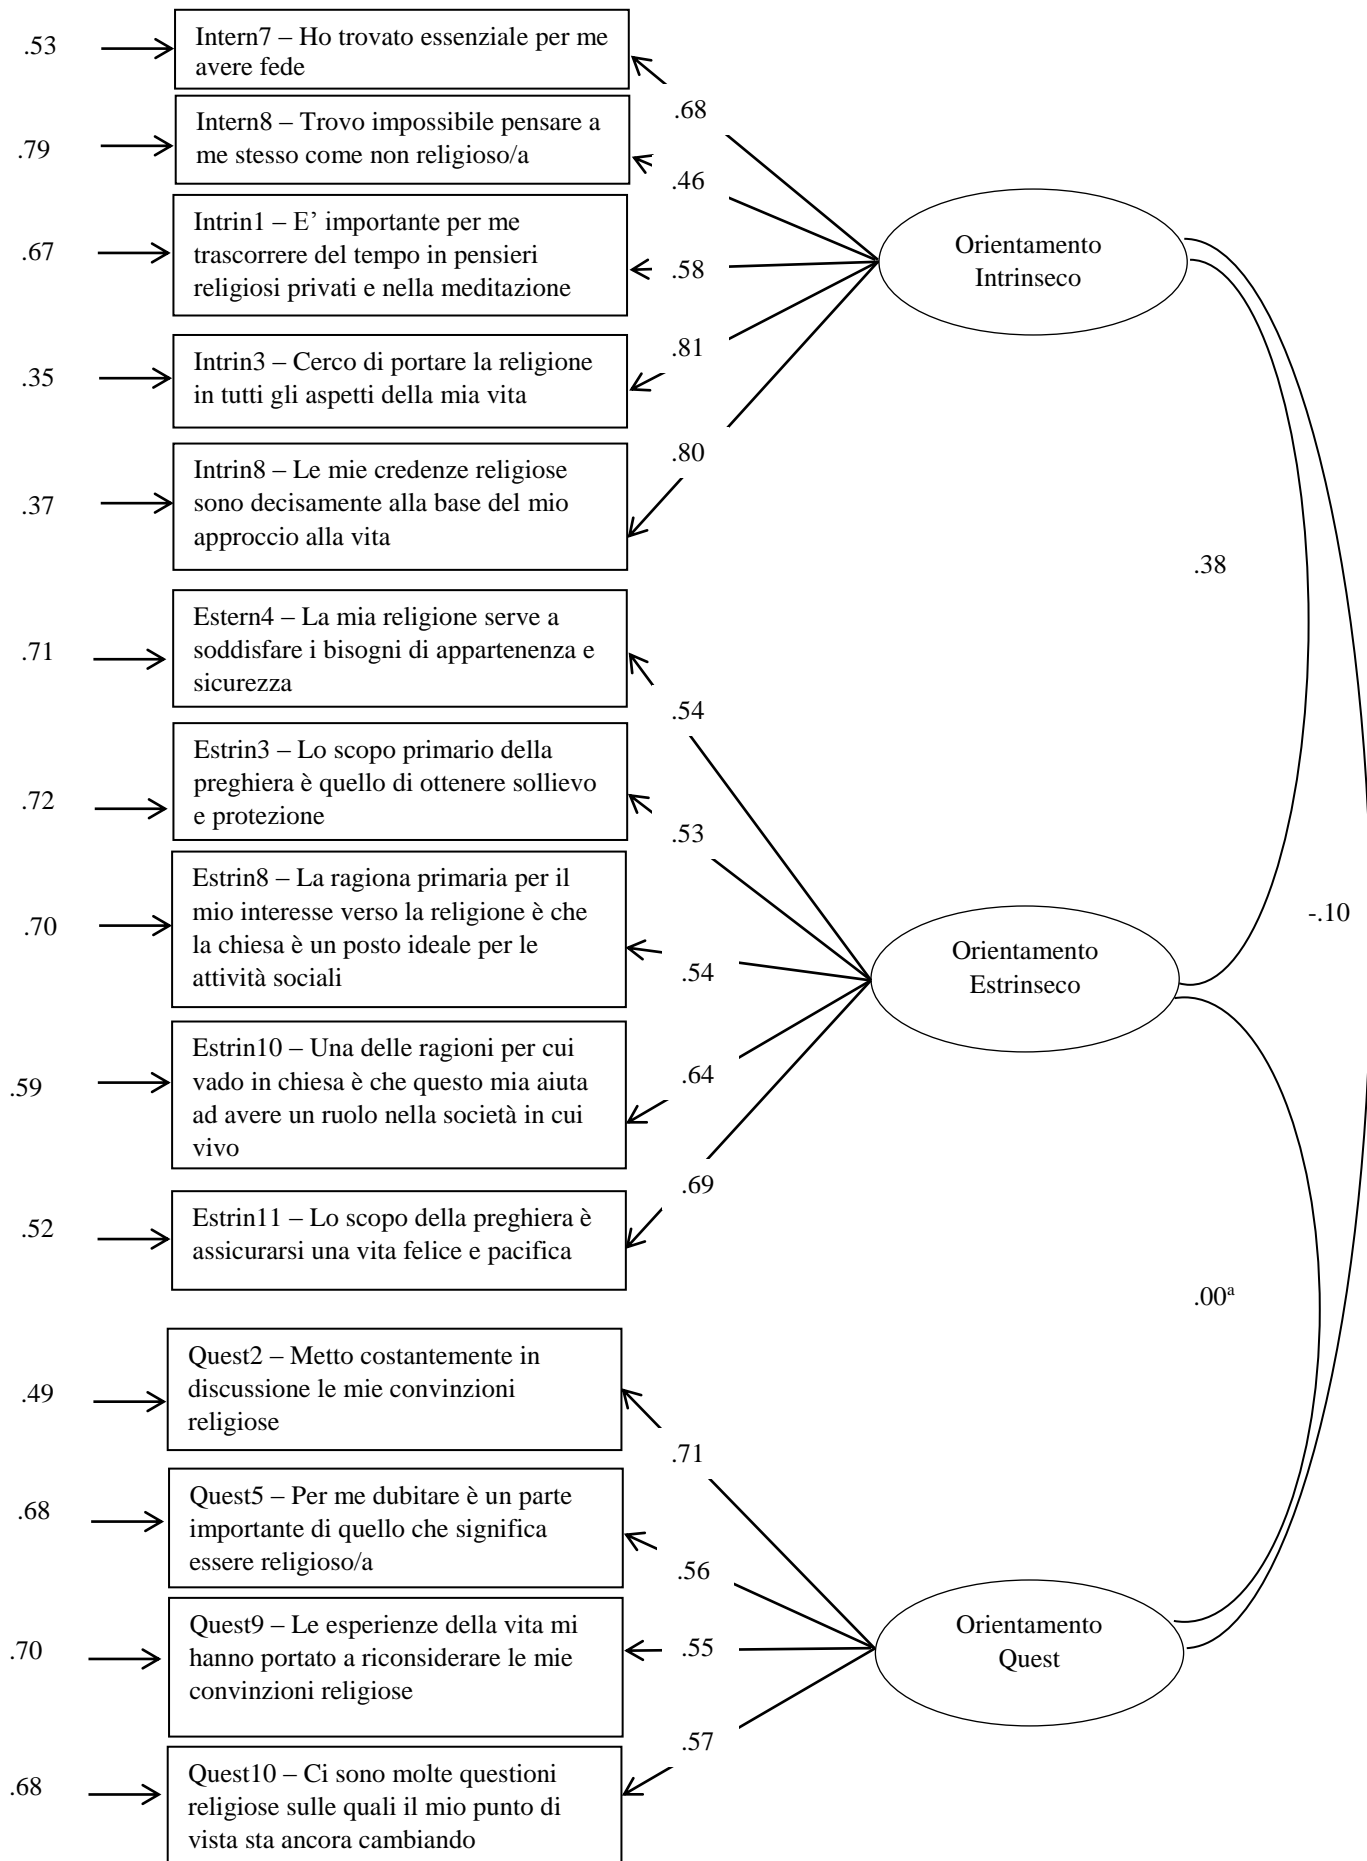 .53
Intern7 – Ho trovato essenziale per me
avere fede
.68
.79
Intern8 – Trovo impossibile pensare a
me stesso come non religioso/a
.46
.67
Intrin1 – E’ importante per me
trascorrere del tempo in pensieri
religiosi privati e nella meditazione
.58
Orientamento
Intrinseco
.35
Intrin3 – Cerco di portare la religione
in tutti gli aspetti della mia vita
.81
.37
Intrin8 – Le mie credenze religiose
sono decisamente alla base del mio
approccio alla vita
.80
.38
.71
Estern4 – La mia religione serve a
soddisfare i bisogni di appartenenza e
sicurezza
.54
.72
Estrin3 – Lo scopo primario della
preghiera è quello di ottenere sollievo
e protezione
.53
.70
Estrin8 – La ragiona primaria per il
mio interesse verso la religione è che
la chiesa è un posto ideale per le
attività sociali
.54
Orientamento
Estrinseco
-.10
.59
Estrin10 – Una delle ragioni per cui
vado in chiesa è che questo mia aiuta
ad avere un ruolo nella società in cui
vivo
.64
.52
Estrin11 – Lo scopo della preghiera è
assicurarsi una vita felice e pacifica
.69
.00ª
.49
Quest2 – Metto costantemente in
discussione le mie convinzioni
religiose
.71
.68
Quest5 – Per me dubitare è un parte
importante di quello che significa
essere religioso/a
.56
.70
Quest9 – Le esperienze della vita mi
hanno portato a riconsiderare le mie
convinzioni religiose
.55
Orientamento
Quest
.68
Quest10 – Ci sono molte questioni
religiose sulle quali il mio punto di
vista sta ancora cambiando
.57